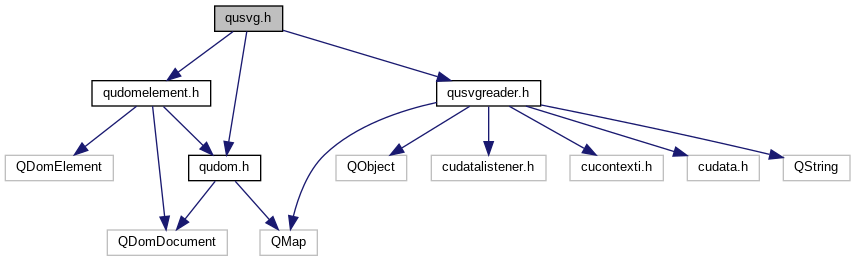 qusvg.h
qudomelement.h
qusvgreader.h
QDomElement
qudom.h
QObject
cudatalistener.h
cucontexti.h
cudata.h
QString
QDomDocument
QMap